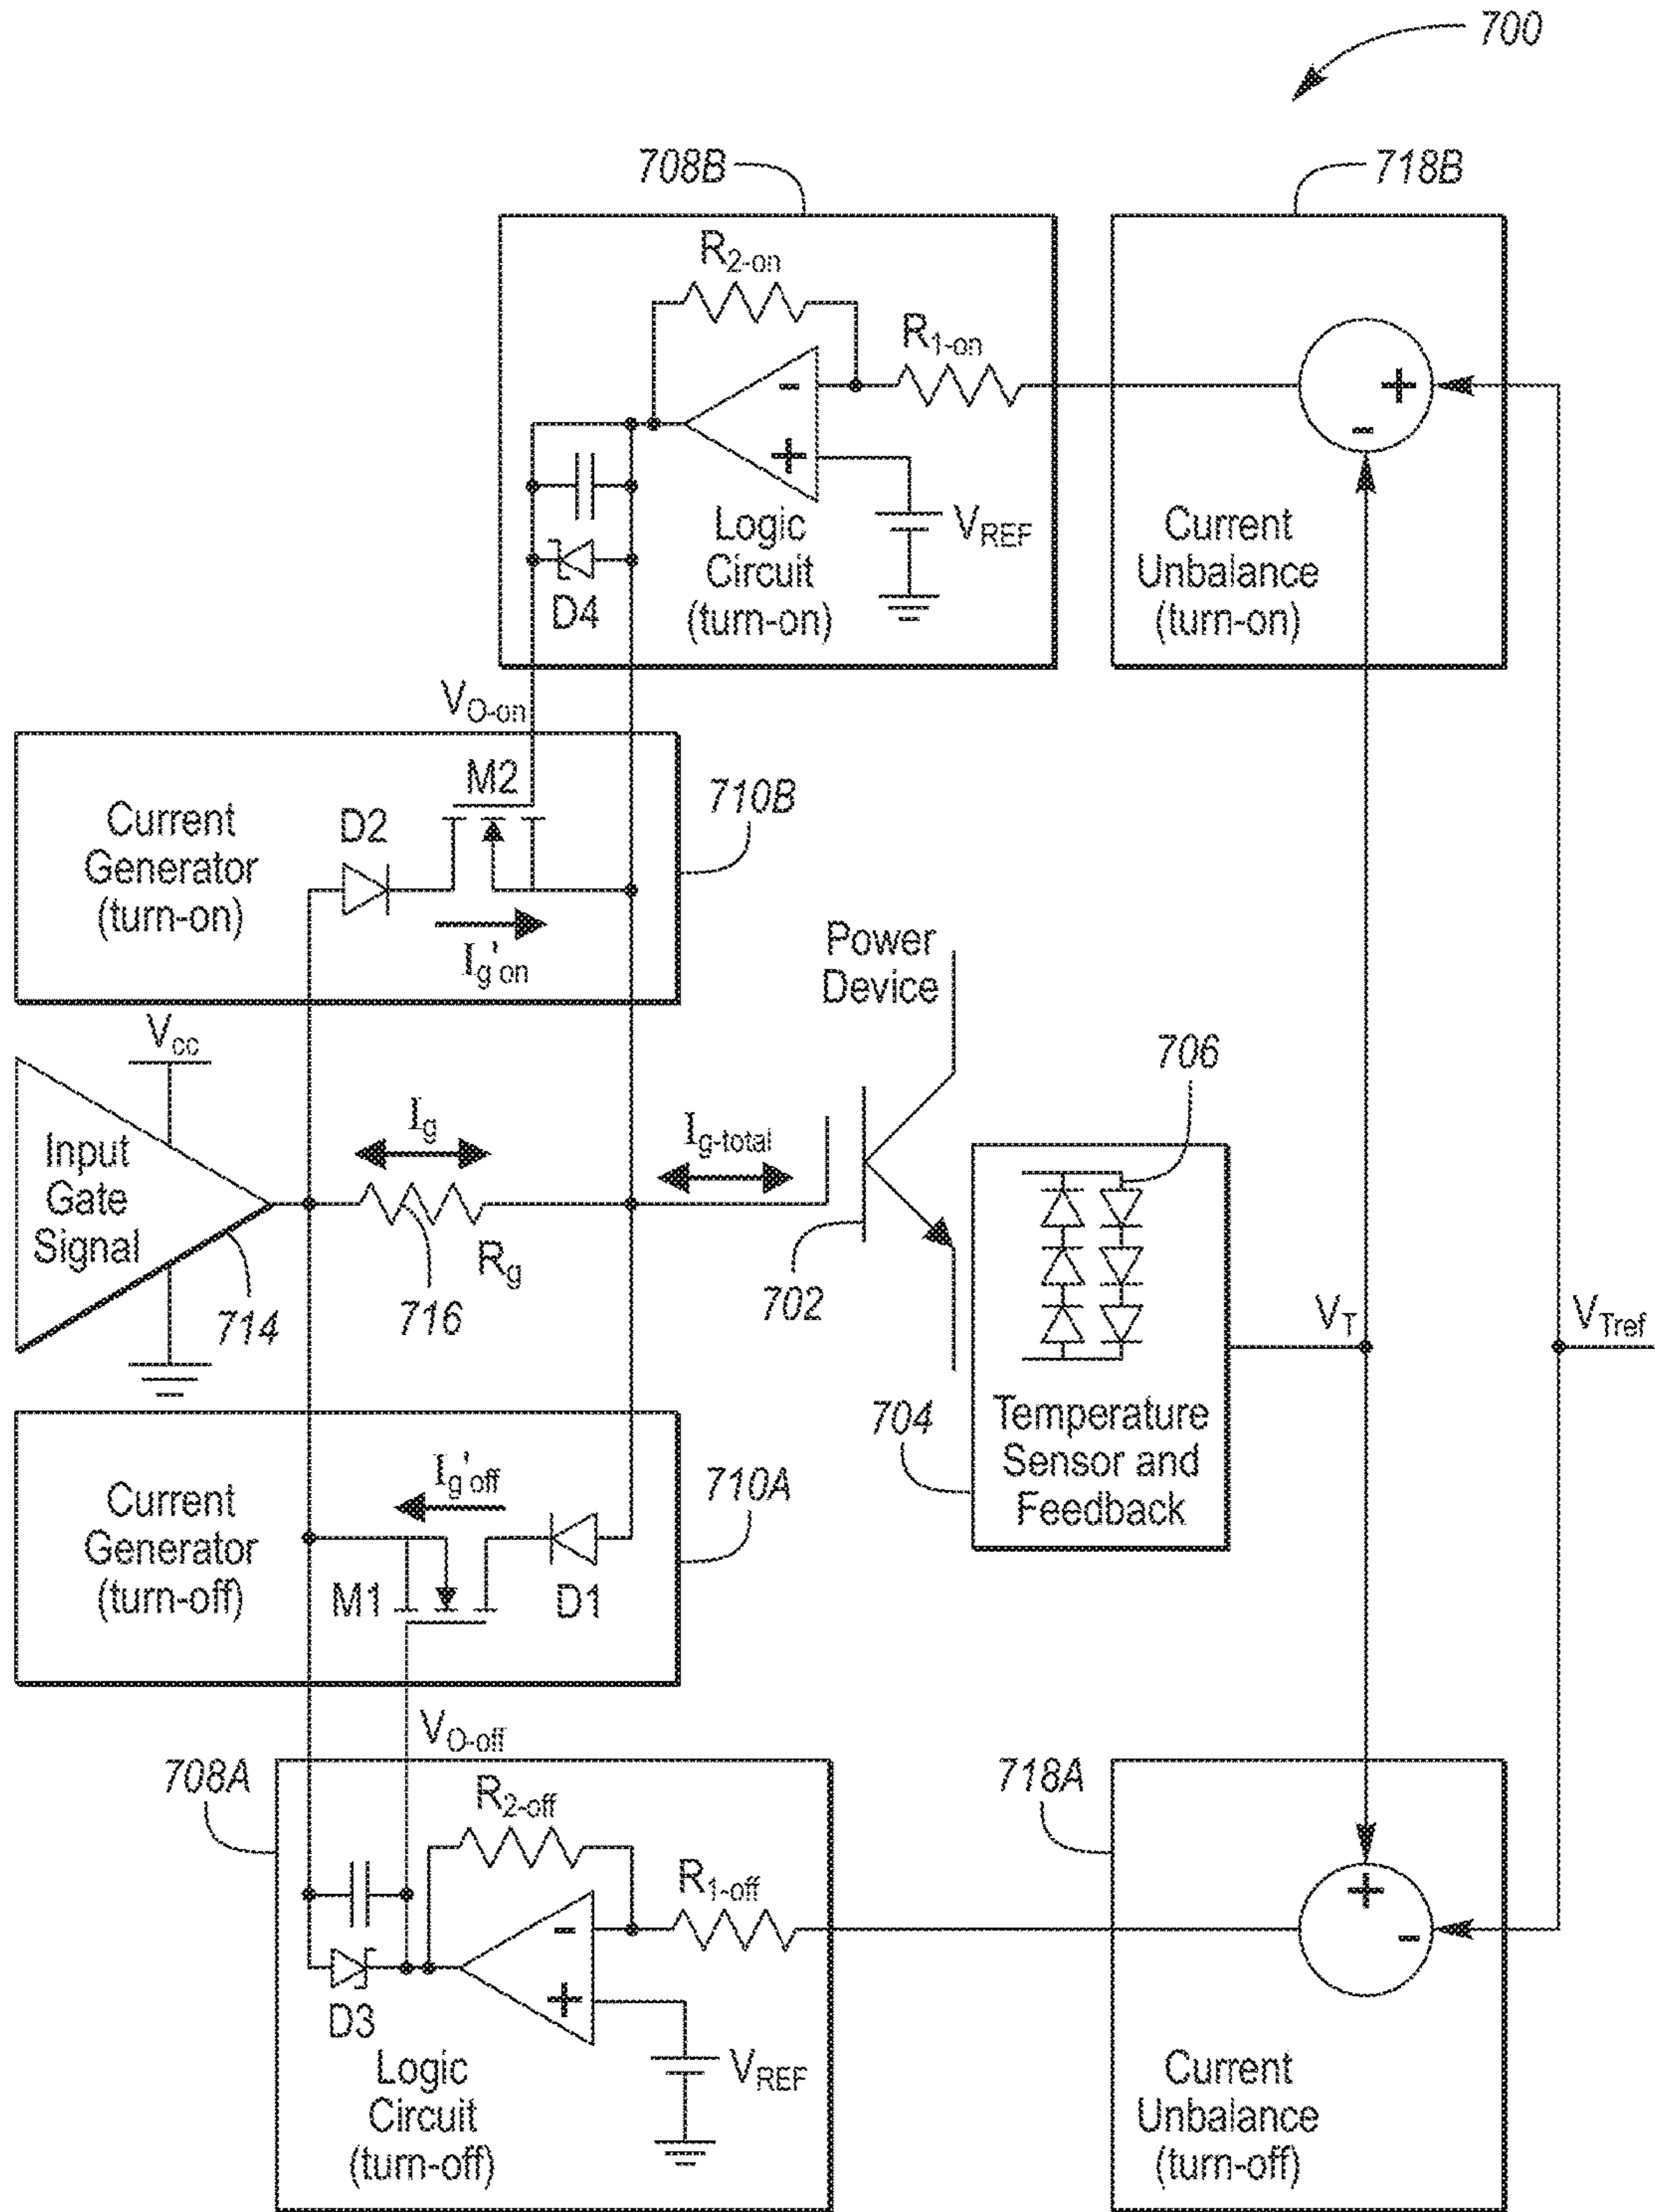 700
708B
718B
R2-on
R1-on
+
-
-
+
VREF
Logic
Circuit
(turn-on)
D4
Current
Unbalance
(turn-on)
VO-on
M2
710B
D2
Current
Generator
(turn-on)
Ig'on
Power
Device
Vcc
706
Ig
Ig-total
Input
Gate
Signal
Rg
702
714
716
VT
VTref
704
Temperature
Sensor and
Feedback
Ig'off
710A
Current
Generator
(turn-off)
M1
D1
VO-off
708A
718A
R2-off
R1-off
+
-
-
+
D3
VREF
Logic
Circuit
(turn-off)
Current
Unbalance
(turn-off)